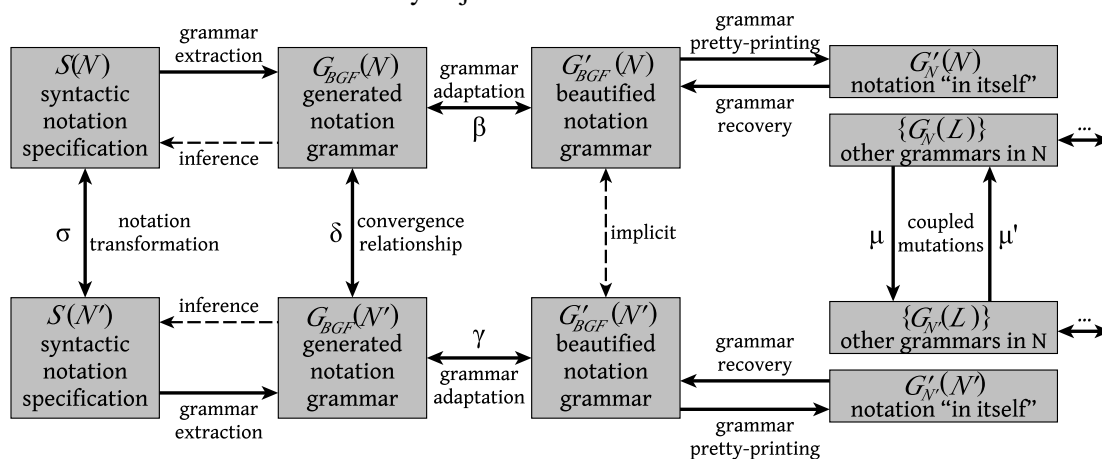 grammar
extraction
S(N)
syntactic
notation
specification
inference
G_BGF(N)
generated
notation
grammar
grammar
adaptation
β
G′_BGF(N)
beautified
notation
grammar
grammar
pretty-printing
grammar
recovery
G′_N(N)
notation “in itself”
{G_N(L)}
other grammars in N
...
σ
notation
transformation
δ
convergence
relationship
implicit
μ
coupled
mutations
μ'
S(N′)
syntactic
notation
specification
inference
grammar
extraction
G_BGF(N′)
generated
notation
grammar
γ
grammar
adaptation
G′_BGF(N′)
beautified
notation
grammar
{G_N′(L)}
other grammars in N
...
grammar
recovery
G′_N′(N′)
notation “in itself”
grammar
pretty-printing